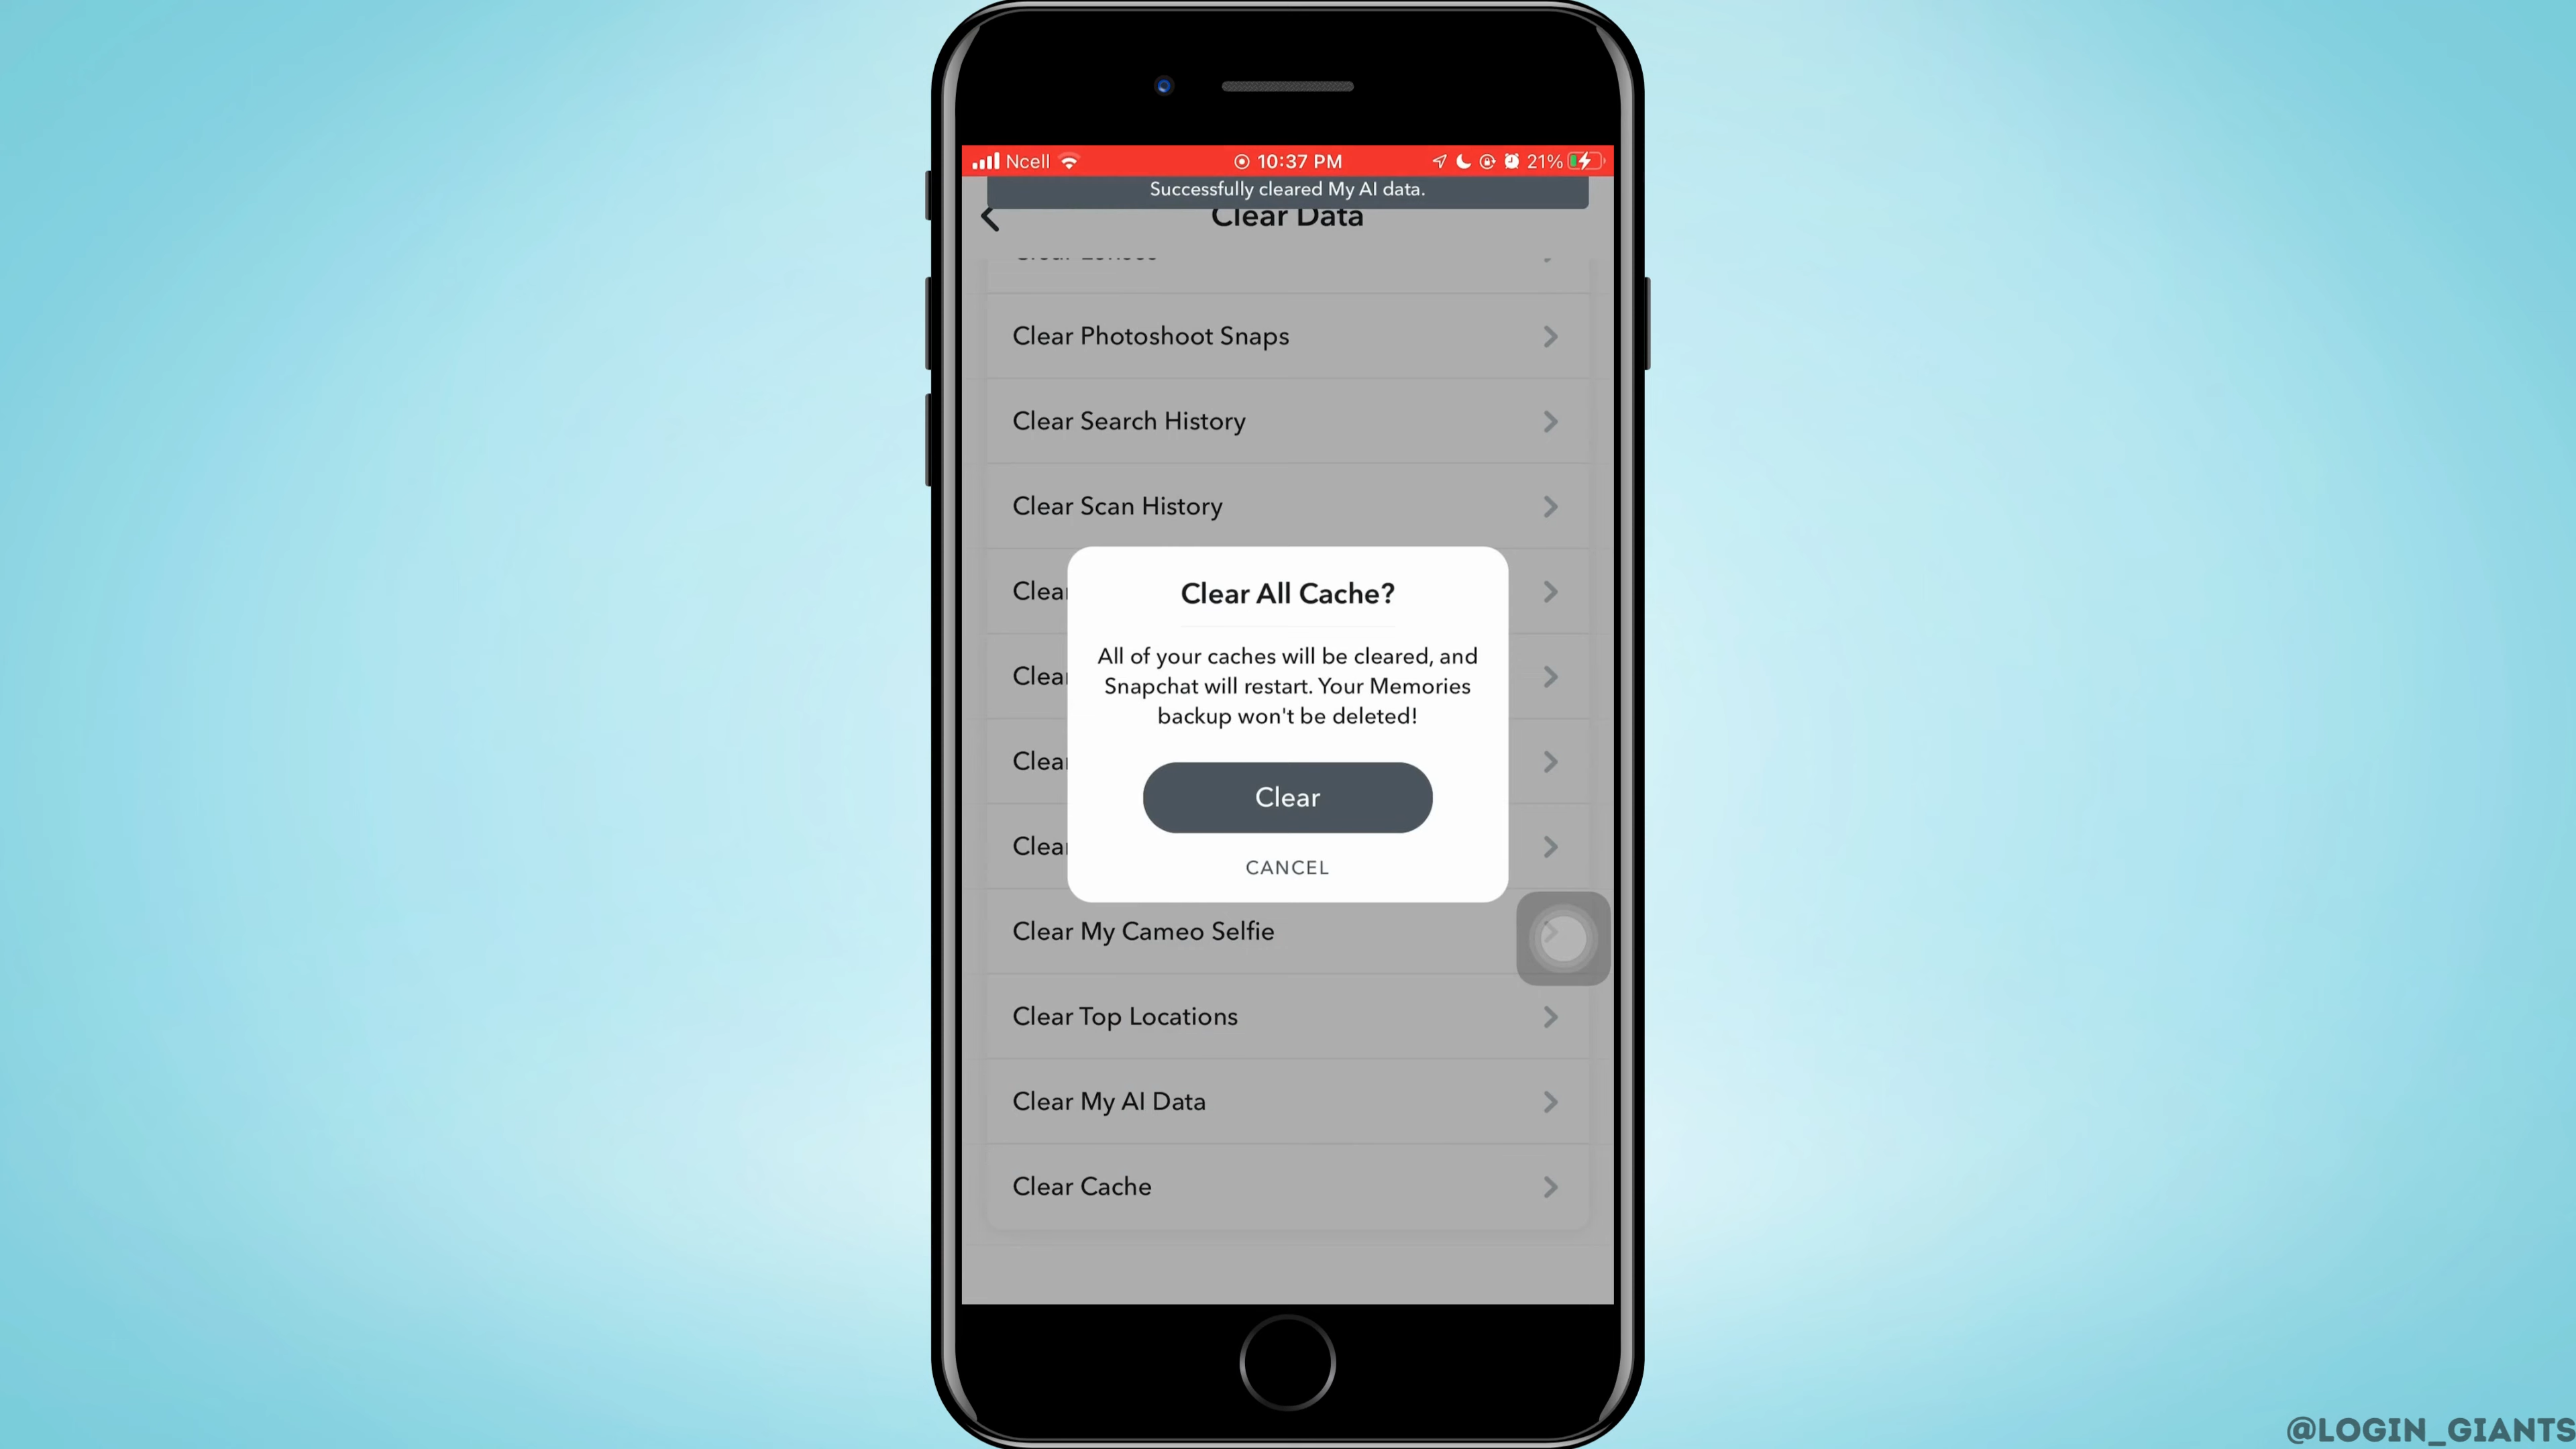 Ncell 10:37 PM 21%
Successfully cleared My AI data.
Clear Data
Clear Photoshoot Snaps
Clear Search History
Clear Scan History
Clear All Cache?
All of your caches will be cleared, and
Snapchat will restart. Your Memories
backup won't be deleted!
Clear
CANCEL
Clear My Cameo Selfie
Clear Top Locations
Clear My AI Data
Clear Cache
@LOGIN_GIANTS